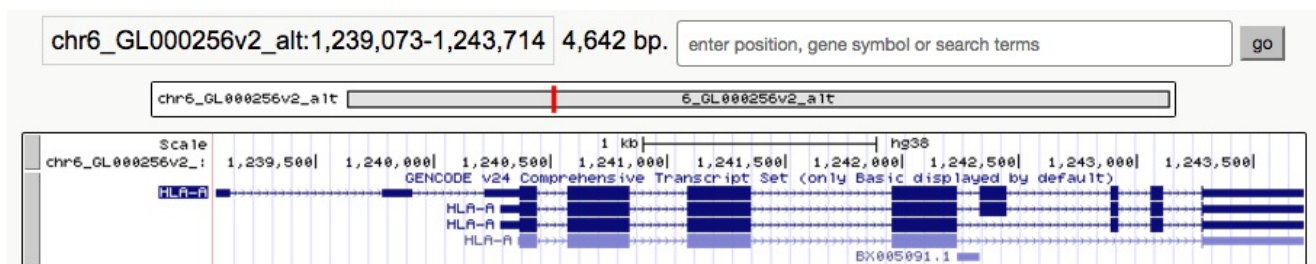 chr6_GL000256v2_alt:1,239,073-1,243,714 4,642 bp. enter position, gene symbol or search terms go
chr6_GL000256v2_alt 6_GL000256v2_alt
Scale 1 kb hg38
chr6_GL000256v2_: 1,239,500| 1,240,000| 1,240,500| 1,241,000| 1,241,500| 1,242,000| 1,242,500| 1,243,000| 1,243,500|
GENCODE v24 Comprehensive Transcript Set (only Basic displayed by default)
HLA-A
HLA-A
HLA-A
HLA-A
BX005091.1